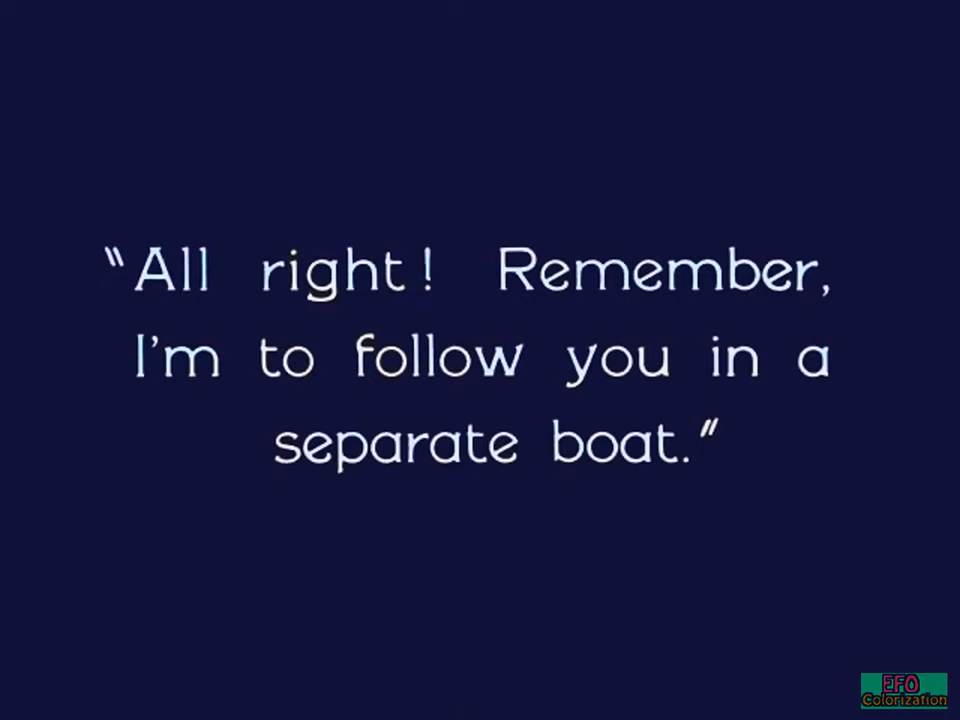 "All right! Remember,
I'm to follow you in a
separate boat."
EFO
Colorization